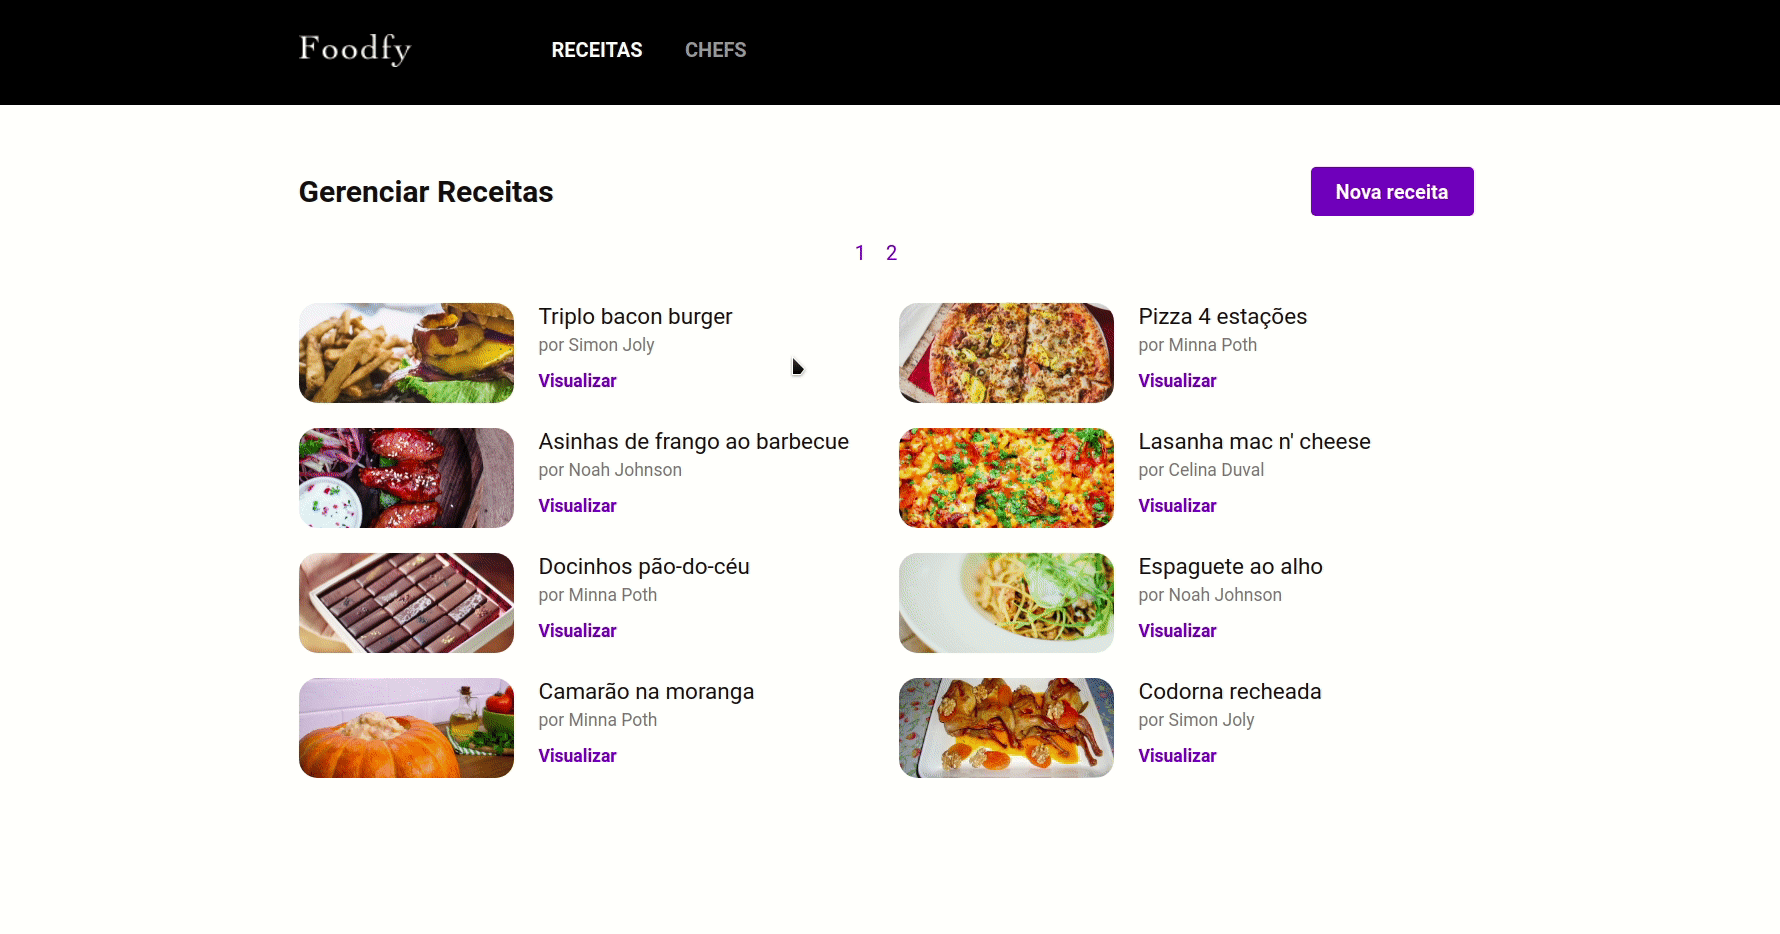 Foodfy
RECEITAS CHEFS
Gerenciar Receitas
Nova receita
1 2
Triplo bacon burger
por Simon Joly
Visualizar
Pizza 4 estações
por Minna Poth
Visualizar
Asinhas de frango ao barbecue
por Noah Johnson
Visualizar
Lasanha mac n' cheese
por Celina Duval
Visualizar
Docinhos pão-do-céu
por Minna Poth
Visualizar
Espaguete ao alho
por Noah Johnson
Visualizar
Camarão na moranga
por Minna Poth
Visualizar
Codorna recheada
por Simon Joly
Visualizar